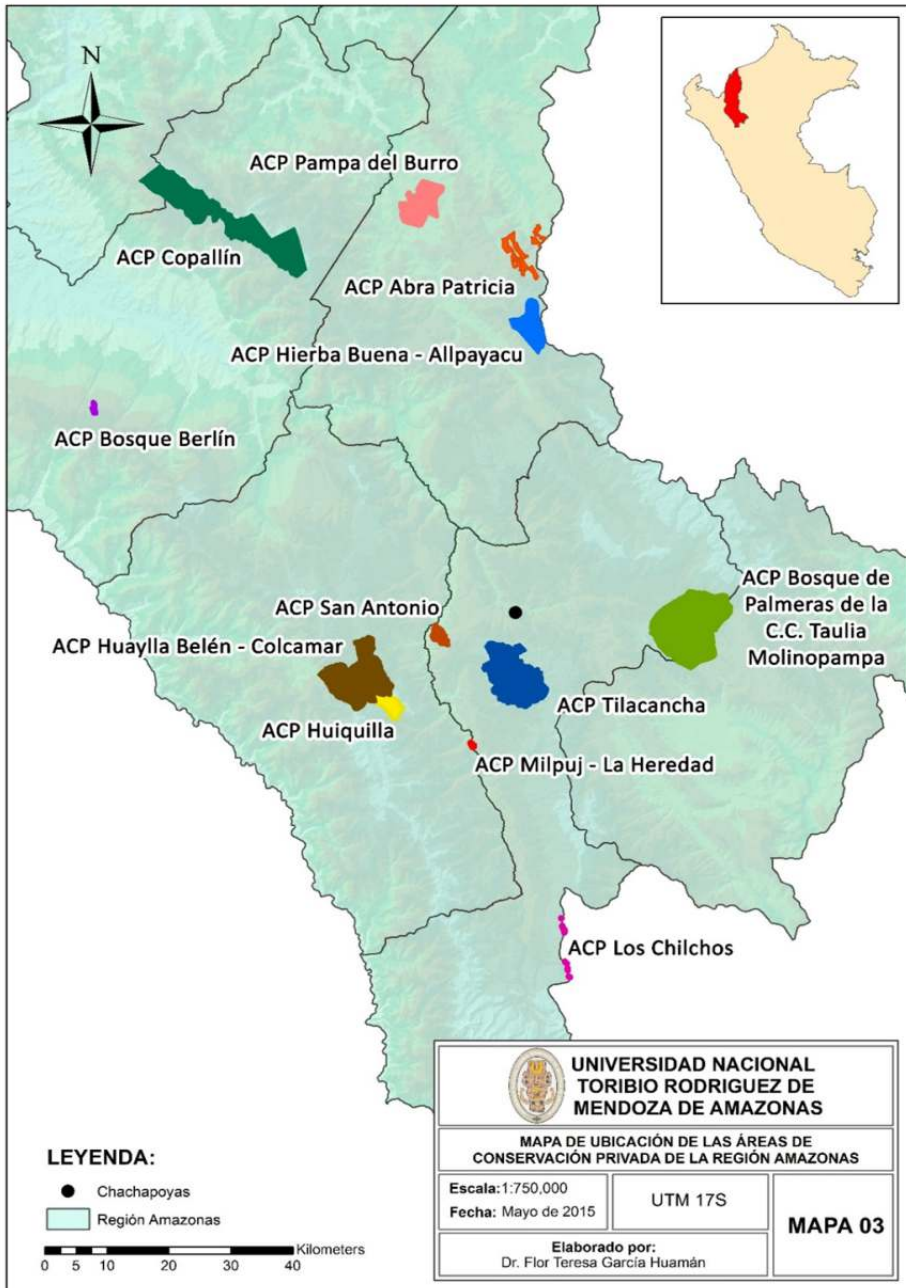 N
ACP Pampa del Burro
ACP Copallín
ACP Abra Patricia
ACP Hierba Buena - Allpayacu
ACP Bosque Berlín
ACP Bosque de
Palmeras de la
C.C. Taulia
Molinopampa
ACP San Antonio
ACP Huaylla Belén - Colcamar
ACP Tilacancha
ACP Huiquilla
ACP Milpuj - La Heredad
ACP Los Chilchos
UNIVERSIDAD NACIONAL
TORIBIO RODRIGUEZ DE
MENDOZA DE AMAZONAS
MAPA DE UBICACIÓN DE LAS ÁREAS DE
CONSERVACIÓN PRIVADA DE LA REGIÓN AMAZONAS
Escala:1:750,000
Fecha: Mayo de 2015
UTM 17S
MAPA 03
Elaborado por:
Dr. Flor Teresa García Huamán
LEYENDA:
Chachapoyas
Región Amazonas
Kilometers
0 5 10 20 30 40